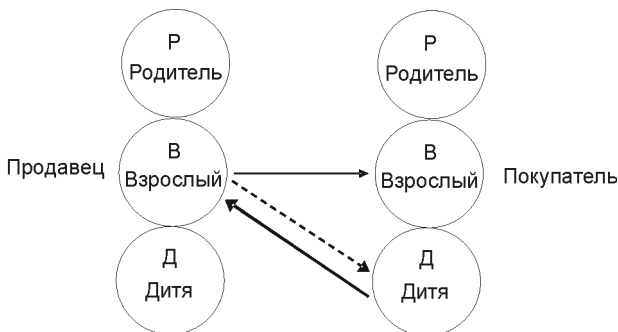 Р
Родитель
Р
Родитель
Продавец
В
Взрослый
В
Взрослый
Покупатель
Д
Дитя
Д
Дитя